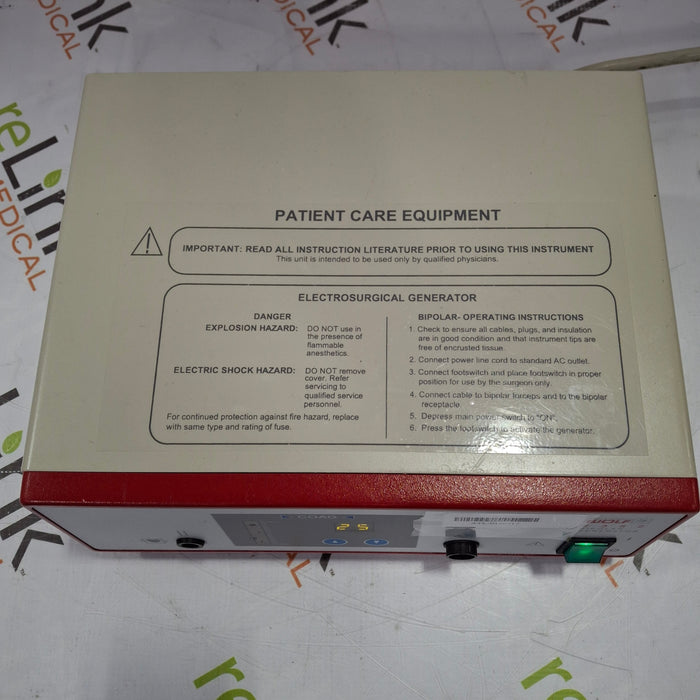 reLink
MEDICAL
PATIENT CARE EQUIPMENT
IMPORTANT: READ ALL INSTRUCTION LITERATURE PRIOR TO USING THIS INSTRUMENT
This unit is intended to be used only by qualified physicians.
ELECTROSURGICAL GENERATOR
DANGER
EXPLOSION HAZARD: DO NOT use in
the presence of
flammable
anesthetics.
ELECTRIC SHOCK HAZARD: DO NOT remove
cover. Refer
servicing to
qualified service
personnel.
For continued protection against fire hazard, replace
with same type and rating of fuse.
BIPOLAR- OPERATING INSTRUCTIONS
1. Check to ensure all cables, plugs, and insulation
are in good condition and that instrument tips are
free of encrusted tissue.
2. Connect power line cord to standard AC outlet.
3. Connect footswitch and place footswitch in proper
position for use by the surgeon only.
4. Connect cable to bipolar forceps and to the bipolar
receptacle.
5. Depress main power switch to "ON".
6. Press the footswitch to activate the generator.
25
WOLF